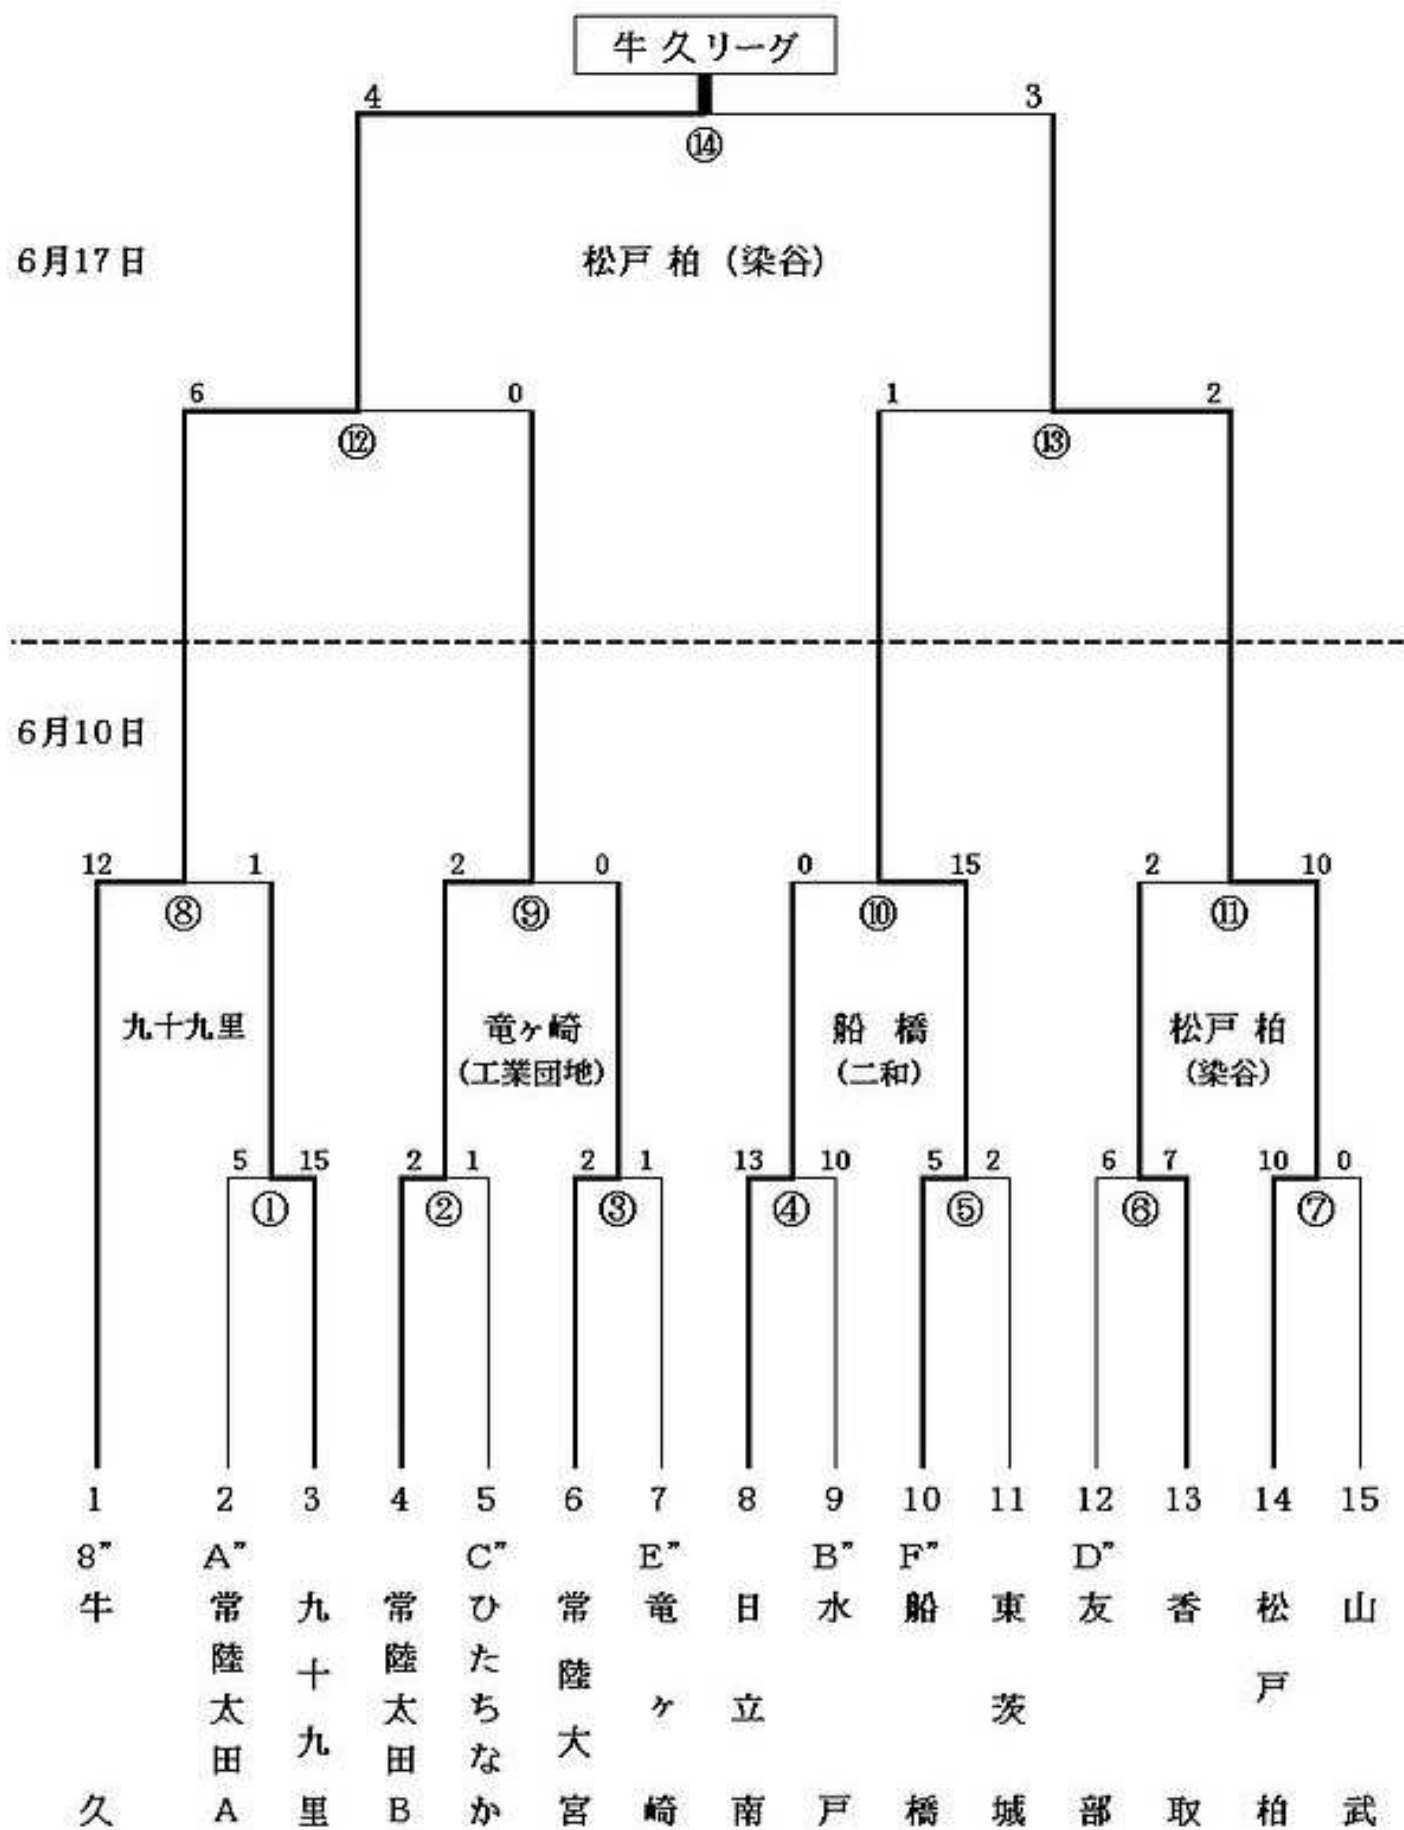 牛久リーグ
4 3
⑭
6月17日 松戸 柏 (染谷)
6 0 1 2
⑫ ⑬
6月10日
12 1 2 0 0 15 2 10
⑧ ⑨ ⑩ ⑪
九十九里 竜ヶ崎 船橋 松戸 柏
(工業団地) (二和) (染谷)
5 15 2 1 2 1 13 10 5 2 6 7 10 0
① ② ③ ④ ⑤ ⑥ ⑦
1 2 3 4 5 6 7 8 9 10 11 12 13 14 15
8” A” C” E” B” F” D”
牛久
常陸太田A
九十九里
常陸太田B
ひたちなか
常陸大宮
竜ヶ崎
日立南
水戸
船橋
東茨城
友部
香取
松戸柏
山武